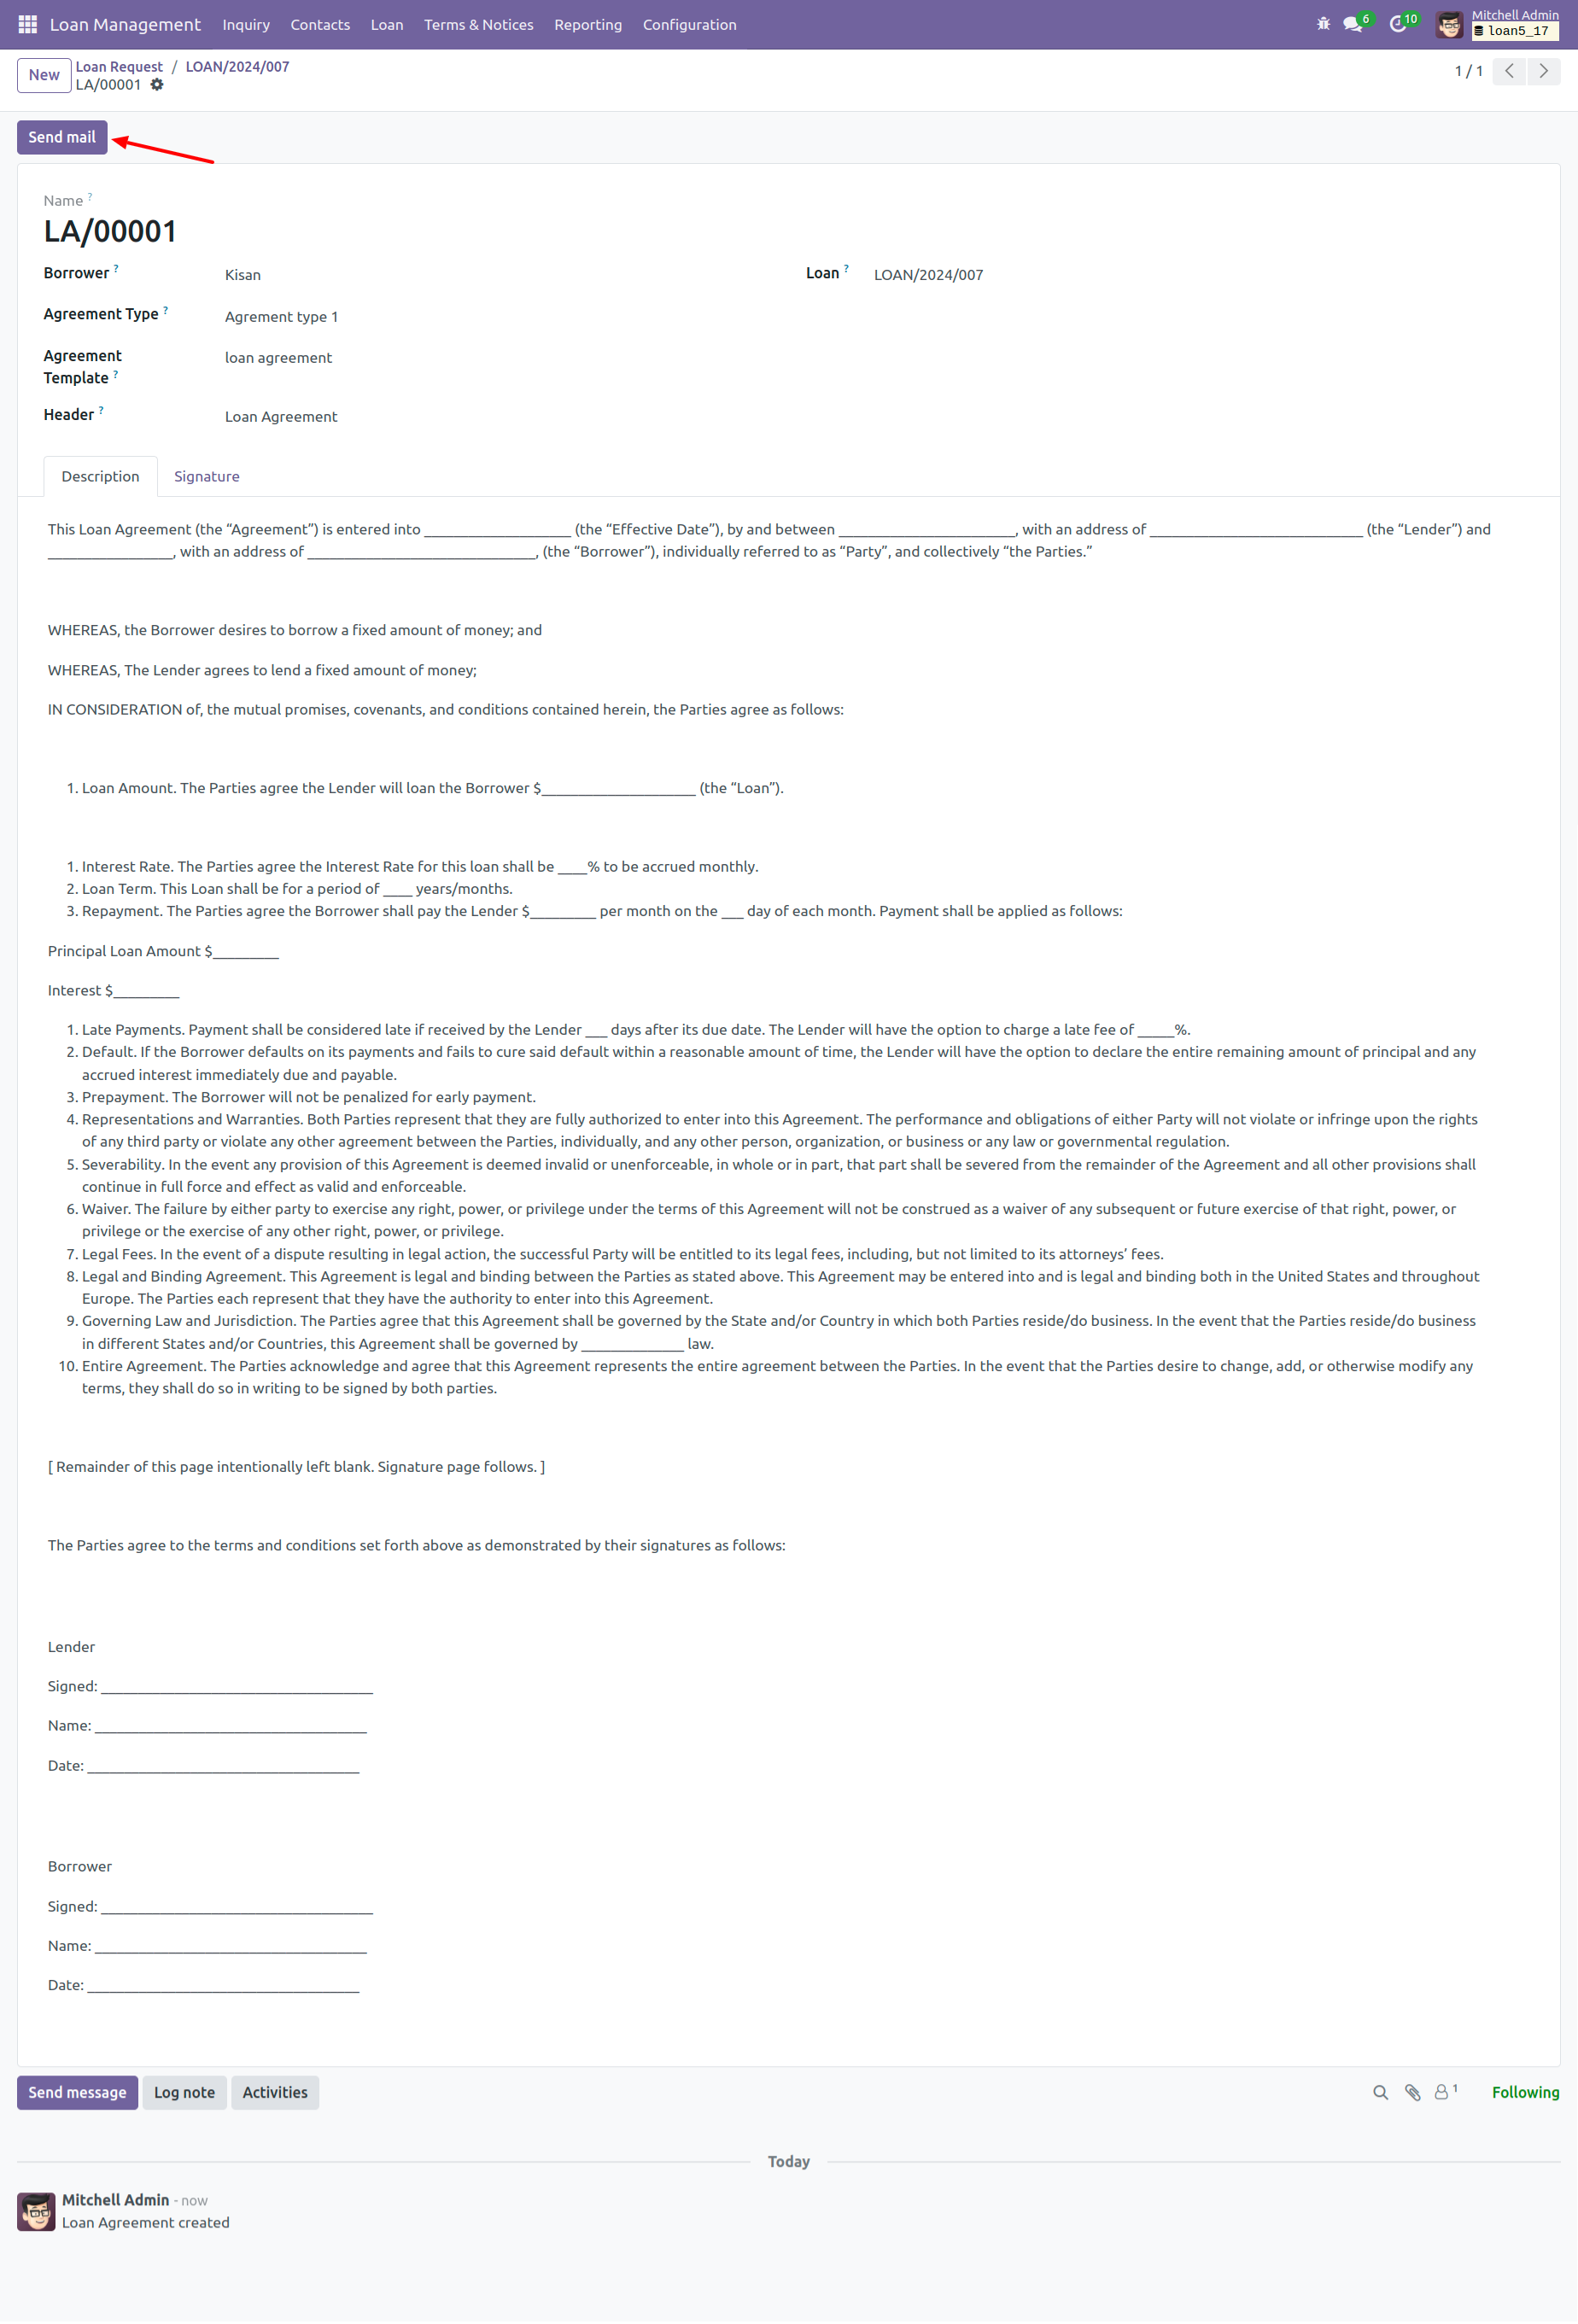 Loan Management Inquiry Contacts Loan Terms & Notices Reporting Configuration 6 10 Mitchell Admin
loan5_17
New Loan Request / LOAN/2024/007
LA/00001
1 / 1
Send mail
Name ?
LA/00001
Borrower ? Kisan Loan ? LOAN/2024/007
Agreement Type ? Agrement type 1
Agreement
Template ? loan agreement
Header ? Loan Agreement
Description Signature
This Loan Agreement (the “Agreement”) is entered into ____________________ (the “Effective Date”), by and between ________________________, with an address of _____________________________ (the “Lender”) and
_________________, with an address of _______________________________, (the “Borrower”), individually referred to as “Party”, and collectively “the Parties.”
WHEREAS, the Borrower desires to borrow a fixed amount of money; and
WHEREAS, The Lender agrees to lend a fixed amount of money;
IN CONSIDERATION of, the mutual promises, covenants, and conditions contained herein, the Parties agree as follows:
1. Loan Amount. The Parties agree the Lender will loan the Borrower $_____________________ (the “Loan”).
1. Interest Rate. The Parties agree the Interest Rate for this loan shall be ____% to be accrued monthly.
2. Loan Term. This Loan shall be for a period of ____ years/months.
3. Repayment. The Parties agree the Borrower shall pay the Lender $_________ per month on the ___ day of each month. Payment shall be applied as follows:
Principal Loan Amount $_________
Interest $_________
1. Late Payments. Payment shall be considered late if received by the Lender ___ days after its due date. The Lender will have the option to charge a late fee of _____%.
2. Default. If the Borrower defaults on its payments and fails to cure said default within a reasonable amount of time, the Lender will have the option to declare the entire remaining amount of principal and any
accrued interest immediately due and payable.
3. Prepayment. The Borrower will not be penalized for early payment.
4. Representations and Warranties. Both Parties represent that they are fully authorized to enter into this Agreement. The performance and obligations of either Party will not violate or infringe upon the rights
of any third party or violate any other agreement between the Parties, individually, and any other person, organization, or business or any law or governmental regulation.
5. Severability. In the event any provision of this Agreement is deemed invalid or unenforceable, in whole or in part, that part shall be severed from the remainder of the Agreement and all other provisions shall
continue in full force and effect as valid and enforceable.
6. Waiver. The failure by either party to exercise any right, power, or privilege under the terms of this Agreement will not be construed as a waiver of any subsequent or future exercise of that right, power, or
privilege or the exercise of any other right, power, or privilege.
7. Legal Fees. In the event of a dispute resulting in legal action, the successful Party will be entitled to its legal fees, including, but not limited to its attorneys’ fees.
8. Legal and Binding Agreement. This Agreement is legal and binding between the Parties as stated above. This Agreement may be entered into and is legal and binding both in the United States and throughout
Europe. The Parties each represent that they have the authority to enter into this Agreement.
9. Governing Law and Jurisdiction. The Parties agree that this Agreement shall be governed by the State and/or Country in which both Parties reside/do business. In the event that the Parties reside/do business
in different States and/or Countries, this Agreement shall be governed by ______________ law.
10. Entire Agreement. The Parties acknowledge and agree that this Agreement represents the entire agreement between the Parties. In the event that the Parties desire to change, add, or otherwise modify any
terms, they shall do so in writing to be signed by both parties.
[ Remainder of this page intentionally left blank. Signature page follows. ]
The Parties agree to the terms and conditions set forth above as demonstrated by their signatures as follows:
Lender
Signed: _____________________________________
Name: _____________________________________
Date: _____________________________________
Borrower
Signed: _____________________________________
Name: _____________________________________
Date: _____________________________________
Send message Log note Activities 1 Following
Today
Mitchell Admin - now
Loan Agreement created